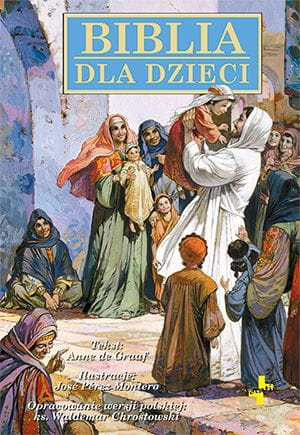 BIBLIA
DLA DZIECI
Tekst:
Anne de Graaf
Ilustracje:
José Pérez Montero
Opracowanie wersji polskiej:
ks. Waldemar Chrostowski